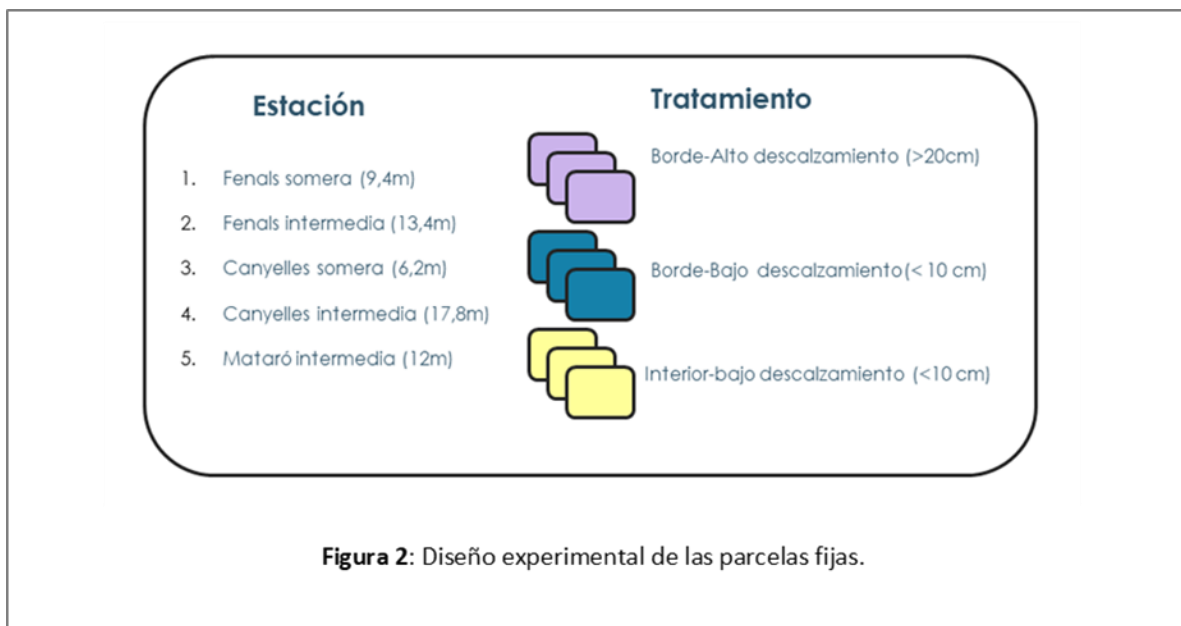 Estación
1. Fenals somera (9,4m)
2. Fenals intermedia (13,4m)
3. Canyelles somera (6,2m)
4. Canyelles intermedia (17,8m)
5. Mataró intermedia (12m)
Tratamiento
Borde-Alto descalzamiento (>20cm)
Borde-Bajo descalzamiento (< 10 cm)
Interior-bajo descalzamiento (<10 cm)
Figura 2: Diseño experimental de las parcelas fijas.